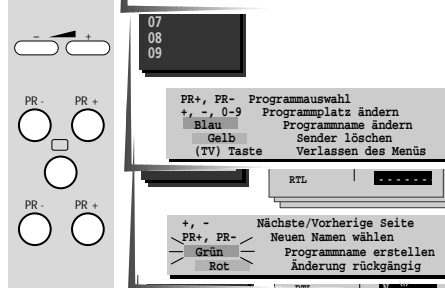 07
08
09
- +
PR - PR +
PR+, PR- Programmauswahl
+, -, 0-9 Programmplatz ändern
Blau Programmname ändern
Gelb Sender löschen
(TV) Taste Verlassen des Menüs
RTL ------
PR - PR +
+, - Nächste/Vorherige Seite
PR+, PR- Neuen Namen wählen
Grün Programmname erstellen
Rot Änderung rückgängig